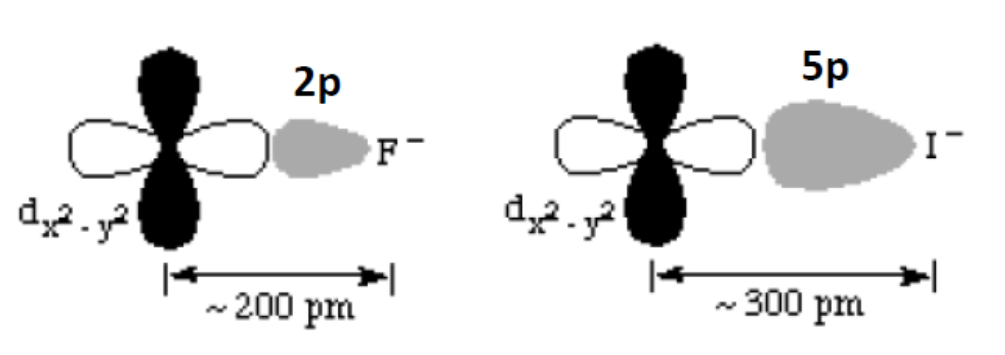 2p
F⁻
dx² - y²
~ 200 pm
5p
I⁻
dx² - y²
~ 300 pm